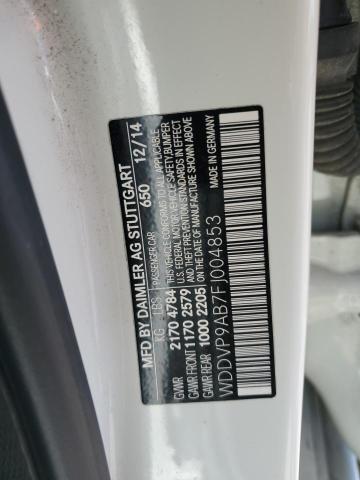 MFD BY DAIMLER AG STUTTGART
650 12/14
KG LBS PASSENGER CAR
GVWR 2170 4784 THIS VEHICLE CONFORMS TO ALL APPLICABLE
U.S. FEDERAL MOTOR VEHICLE SAFETY, BUMPER
GAWR FRONT 1170 2579 AND THEFT PREVENTION STANDARDS IN EFFECT
GAWR REAR 1000 2205 ON THE DATE OF MANUFACTURE SHOWN ABOVE
WDDVP9AB7FJ004853 MADE IN GERMANY